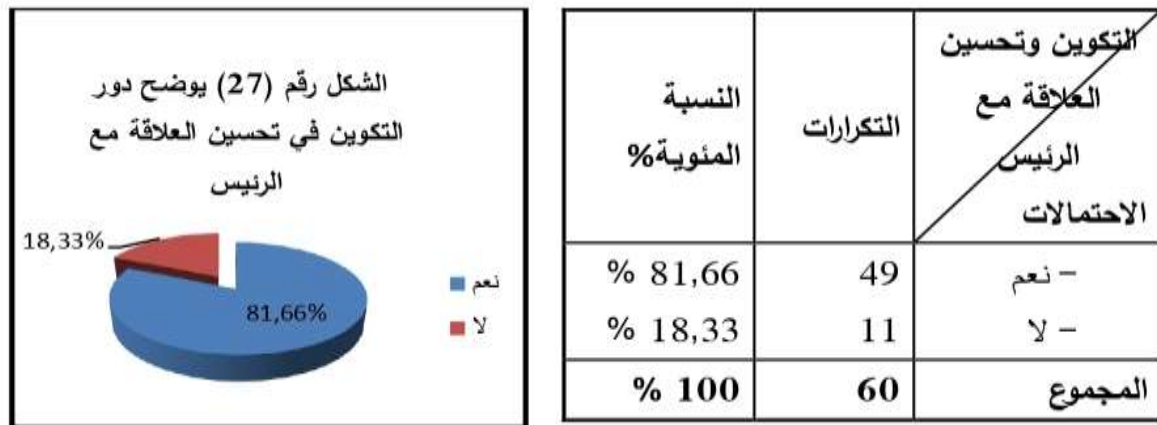 التكوين وتحسين
العلاقة مع
الرئيس
الاحتمالات
التكرارات
النسبة
المئوية%
– نعم 49 81,66 %
– لا 11 18,33 %
المجموع 60 100 %
الشكل رقم (27) يوضح دور
التكوين في تحسين العلاقة مع
الرئيس
18,33%
81,66%
نعم
لا